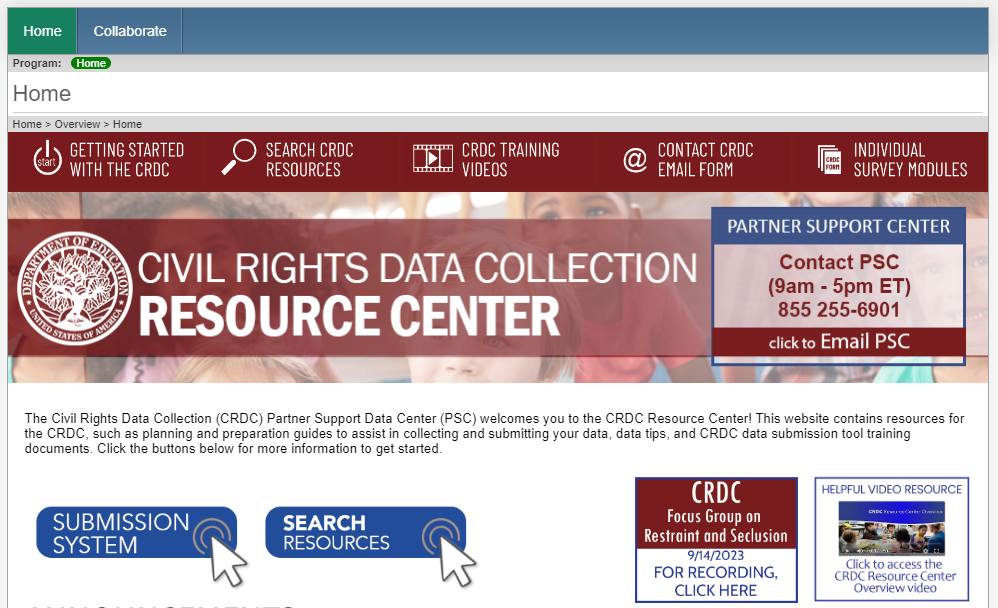 Home
Collaborate
Program: Home
Home
Home > Overview > Home
start
GETTING STARTED
WITH THE CRDC
SEARCH CRDC
RESOURCES
CRDC TRAINING
VIDEOS
@
CONTACT CRDC
EMAIL FORM
CRDC
FORM
INDIVIDUAL
SURVEY MODULES
DEPARTMENT OF EDUCATION
UNITED STATES OF AMERICA
CIVIL RIGHTS DATA COLLECTION
RESOURCE CENTER
PARTNER SUPPORT CENTER
Contact PSC
(9am - 5pm ET)
855 255-6901
click to Email PSC
The Civil Rights Data Collection (CRDC) Partner Support Data Center (PSC) welcomes you to the CRDC Resource Center! This website contains resources for
the CRDC, such as planning and preparation guides to assist in collecting and submitting your data, data tips, and CRDC data submission tool training
documents. Click the buttons below for more information to get started.
SUBMISSION
SYSTEM
SEARCH
RESOURCES
CRDC
Focus Group on
Restraint and Seclusion
9/14/2023
FOR RECORDING,
CLICK HERE
HELPFUL VIDEO RESOURCE
CRDC Resource Center Overview
Click to access the
CRDC Resource Center
Overview video
ANNOUNCEMENTS